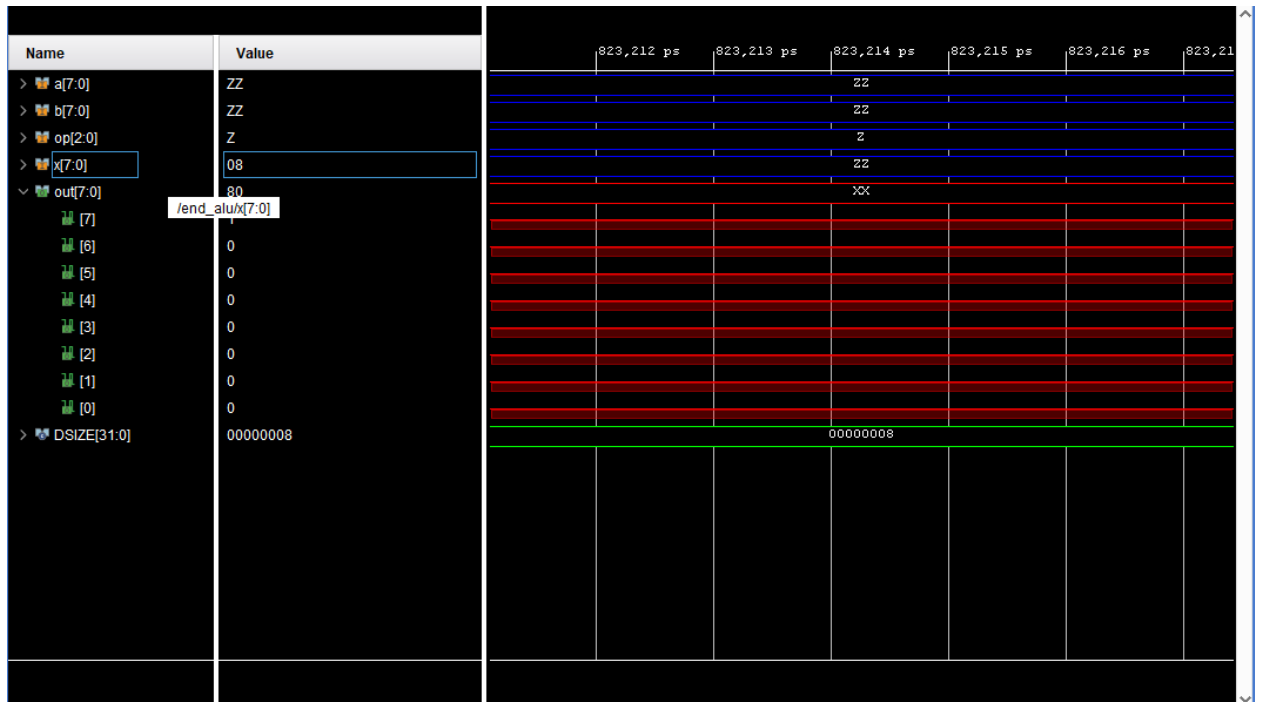 Name Value 823,212 ps 823,213 ps 823,214 ps 823,215 ps 823,216 ps 823,21
a[7:0] ZZ ZZ
b[7:0] ZZ ZZ
op[2:0] Z Z
x[7:0] 08 ZZ
out[7:0] 80 XX
/end_alu/x[7:0]
[7]
[6] 0
[5] 0
[4] 0
[3] 0
[2] 0
[1] 0
[0] 0
DSIZE[31:0] 00000008 00000008